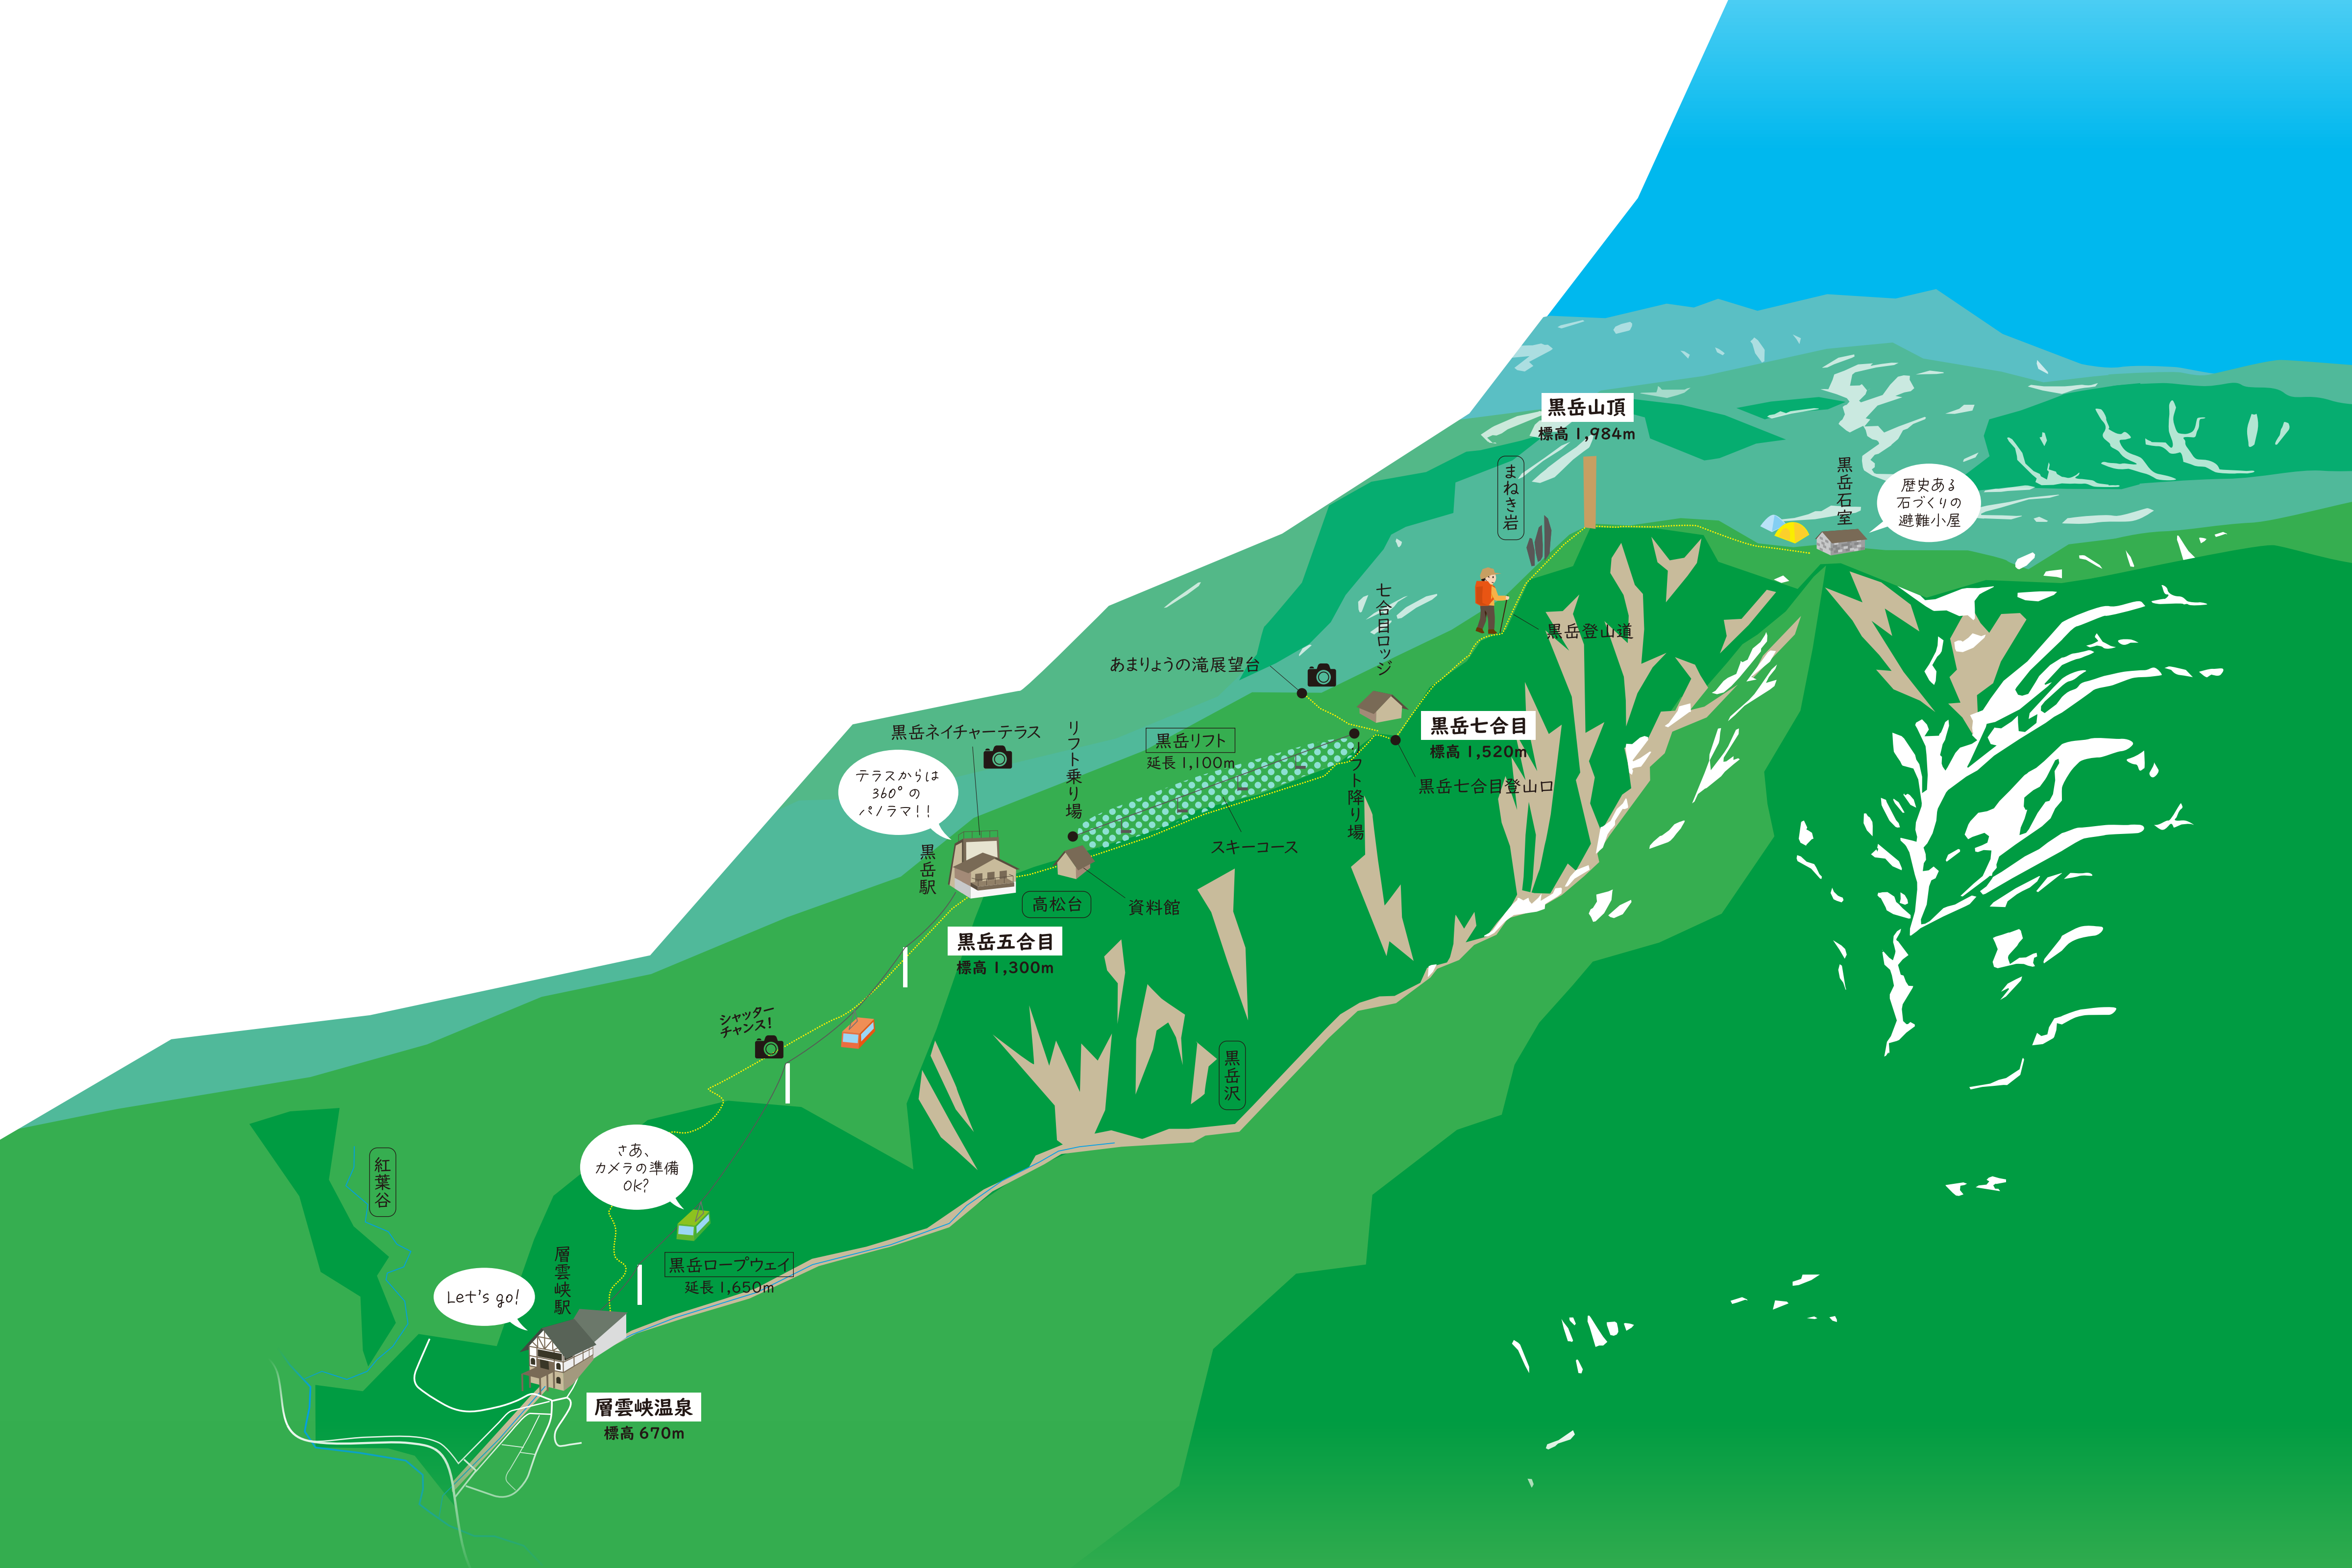 黒岳山頂
標高 1,984m
まねき岩
黒岳石室
歴史ある
石づくりの
避難小屋
七合目ロッジ
黒岳登山道
あまりょうの滝展望台
黒岳七合目
標高 1,520m
黒岳七合目登山口
黒岳ネイチャーテラス
リフト乗り場
黒岳リフト
延長 1,100m
リフト降り場
テラスからは
360°の
パノラマ!!
スキーコース
黒岳駅
高松台
資料館
黒岳五合目
標高 1,300m
シャッター
チャンス!
黒岳沢
さあ、
カメラの準備
OK?
紅葉谷
黒岳ロープウェイ
延長 1,650m
層雲峡駅
Let's go!
層雲峡温泉
標高 670m